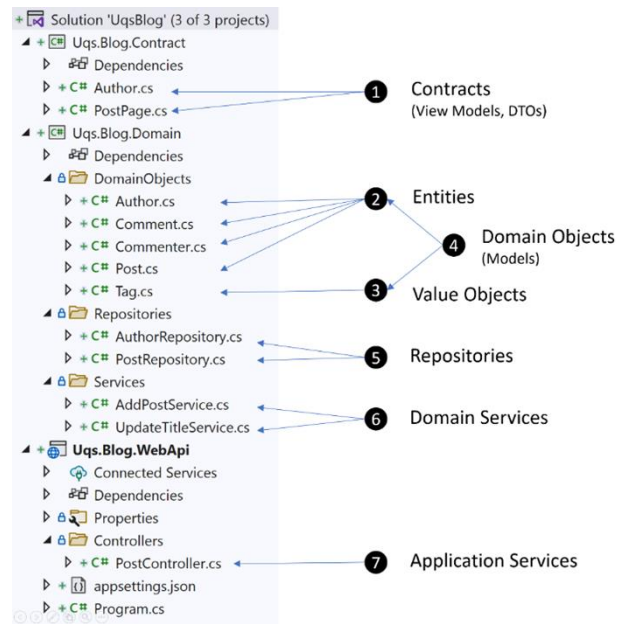 Solution 'UqsBlog' (3 of 3 projects)
C# Uqs.Blog.Contract
Dependencies
C# Author.cs
C# PostPage.cs
C# Uqs.Blog.Domain
Dependencies
DomainObjects
C# Author.cs
C# Comment.cs
C# Commenter.cs
C# Post.cs
C# Tag.cs
Repositories
C# AuthorRepository.cs
C# PostRepository.cs
Services
C# AddPostService.cs
C# UpdateTitleService.cs
Uqs.Blog.WebApi
Connected Services
Dependencies
Properties
Controllers
C# PostController.cs
appsettings.json
C# Program.cs
1 Contracts
(View Models, DTOs)
2 Entities
4 Domain Objects
(Models)
3 Value Objects
5 Repositories
6 Domain Services
7 Application Services